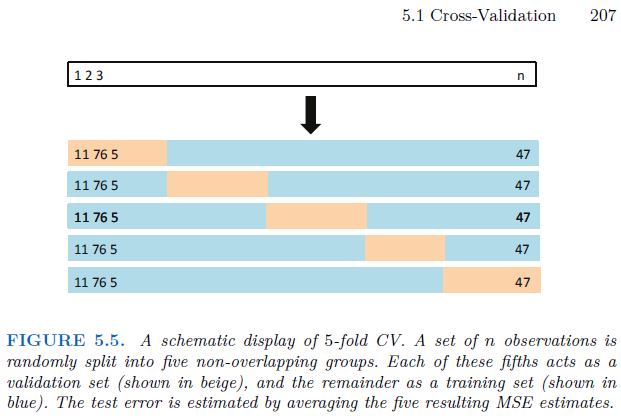 5.1 Cross-Validation 207
1 2 3 n
11 76 5 47
11 76 5 47
11 76 5 47
11 76 5 47
11 76 5 47
FIGURE 5.5. A schematic display of 5-fold CV. A set of n observations is
randomly split into five non-overlapping groups. Each of these fifths acts as a
validation set (shown in beige), and the remainder as a training set (shown in
blue). The test error is estimated by averaging the five resulting MSE estimates.